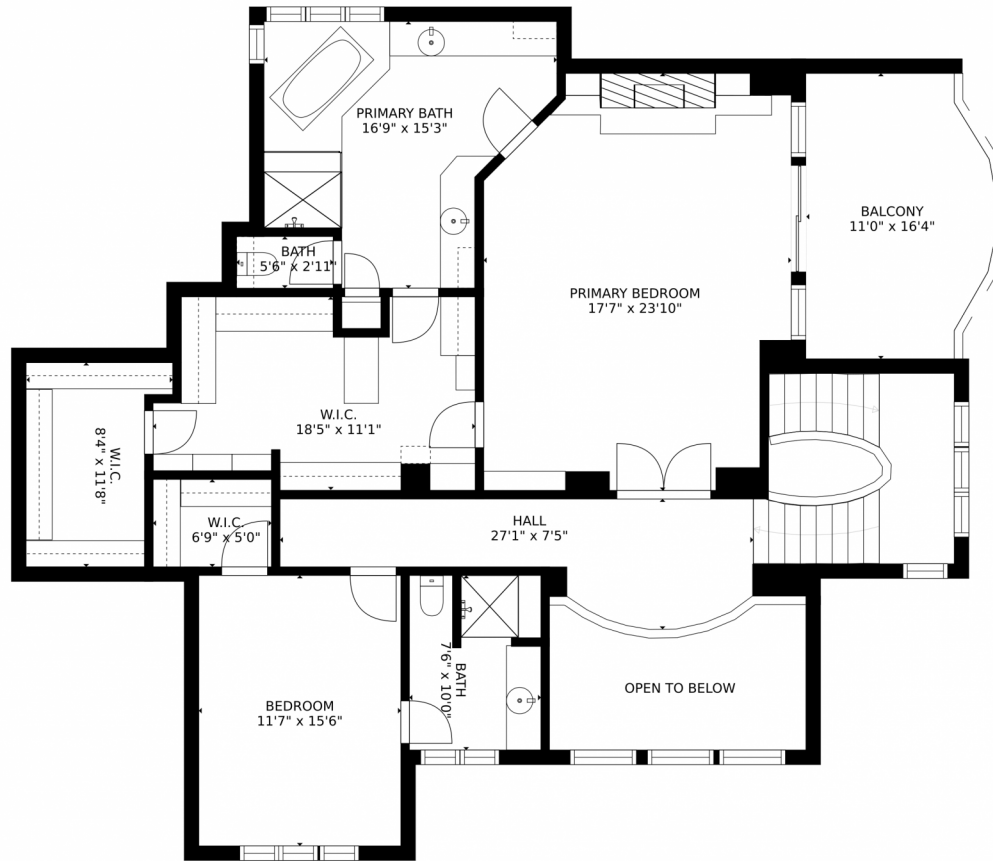 PRIMARY BATH
16'9" x 15'3"
BALCONY
11'0" x 16'4"
BATH
5'6" x 2'11"
PRIMARY BEDROOM
17'7" x 23'10"
W.I.C.
18'5" x 11'1"
W.I.C.
8'4" x 11'8"
W.I.C.
6'9" x 5'0"
HALL
27'1" x 7'5"
BATH
7'6" x 10'0"
OPEN TO BELOW
BEDROOM
11'7" x 15'6"